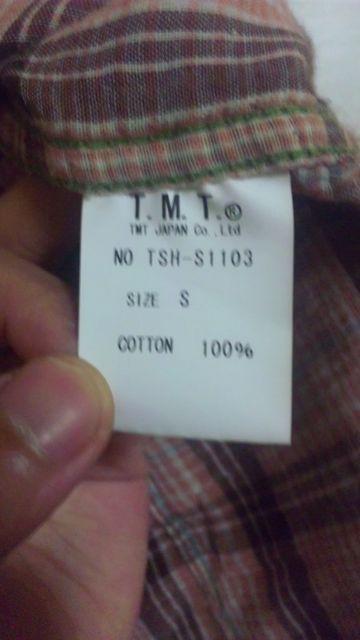 T. M. T.®
TMT JAPAN Co.,Ltd
NO TSH-S1103
SIZE S
COTTON 100%